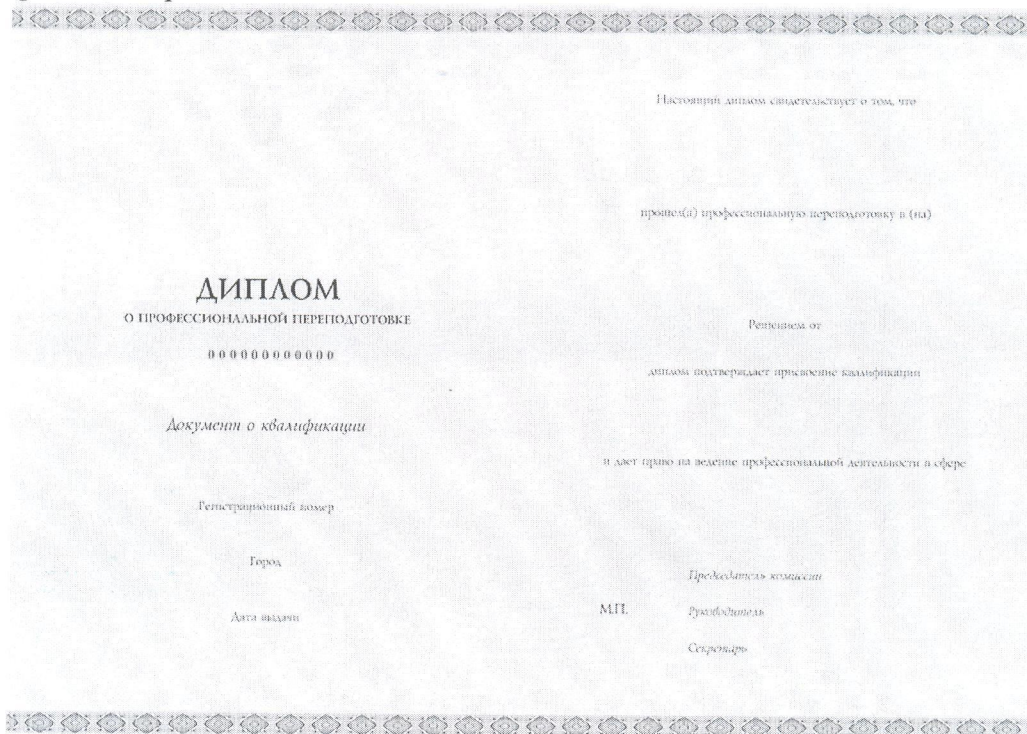 ДИПЛОМ
О ПРОФЕССИОНАЛЬНОЙ ПЕРЕПОДГОТОВКЕ
000000000000
Документ о квалификации
Регистрационный номер
Город
Дата выдачи
Настоящий диплом свидетельствует о том, что
прошел(а) профессиональную переподготовку в (на)
Решением от
диплом подтверждает присвоение квалификации
и дает право на ведение профессиональной деятельности в сфере
Председатель комиссии
М.П.
Руководитель
Секретарь